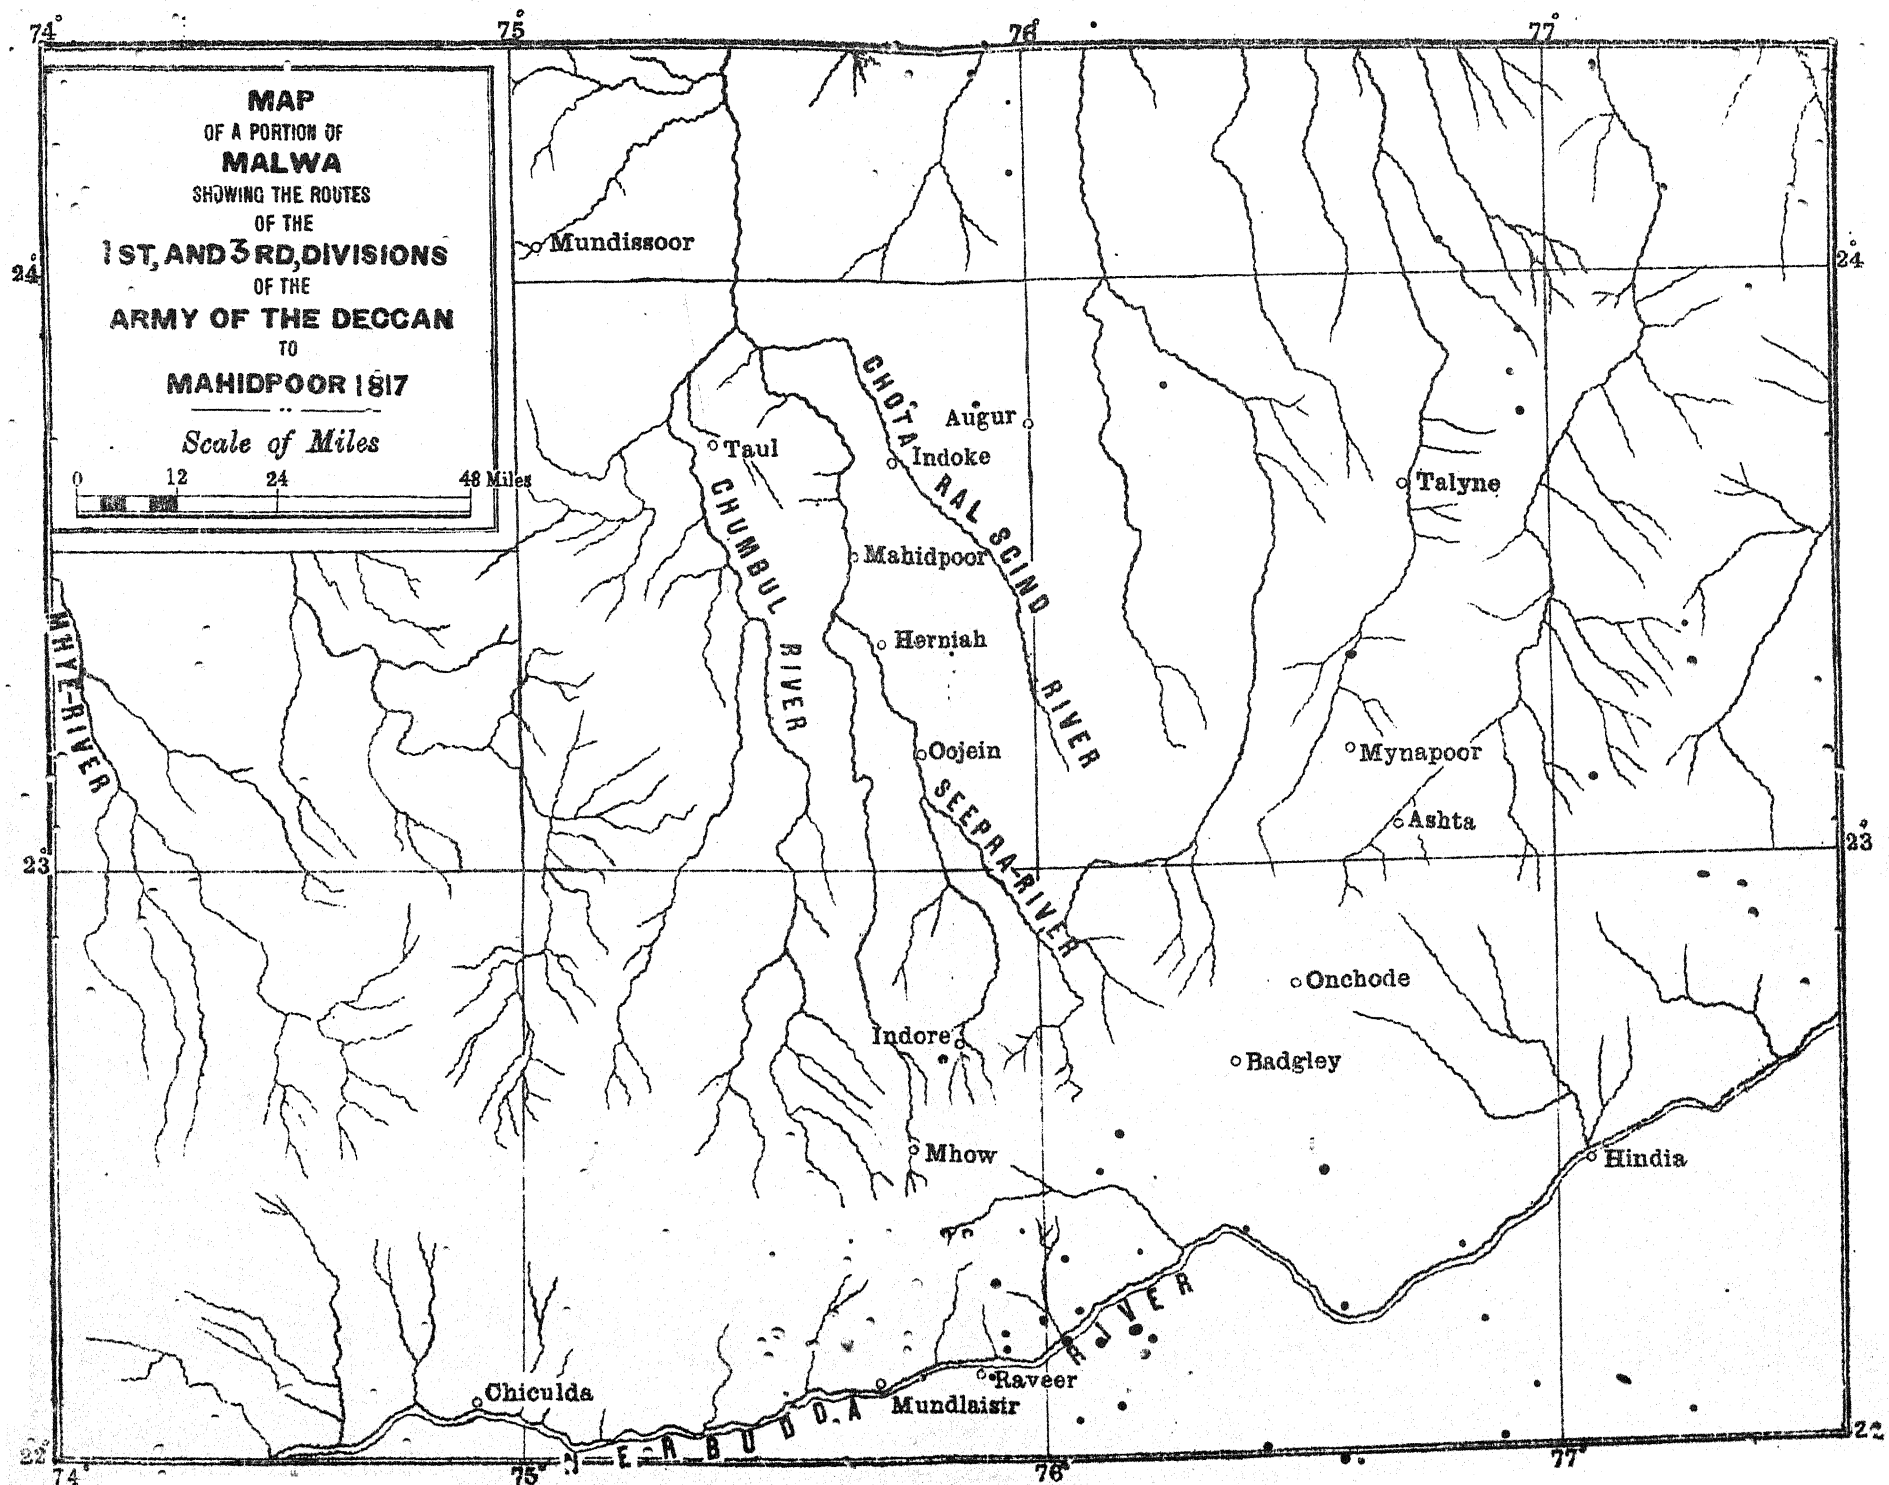 74° 75° 76° 77°
MAP
OF A PORTION OF
MALWA
SHOWING THE ROUTES
OF THE
1ST, AND 3RD, DIVISIONS
OF THE
ARMY OF THE DECCAN
TO
MAHIDPOOR 1817
Scale of Miles
0 12 24 48 Miles
Mundissoor
24° 24°
CHOTA RAL SCIND RIVER
Augur
Taul
Indoke
Talyne
CHUMBUL RIVER
Mahidpoor
MHYE-RIVER
Herniah
Oojein
Mynapoor
SEEPRA-RIVER
Ashta
23° 23°
Onchode
Indore
Badgley
Mhow
Hindia
Chiculda
Raveer
Mundlaisir
NERBUDDA RIVER
22° 22
74° 75° 76° 77°